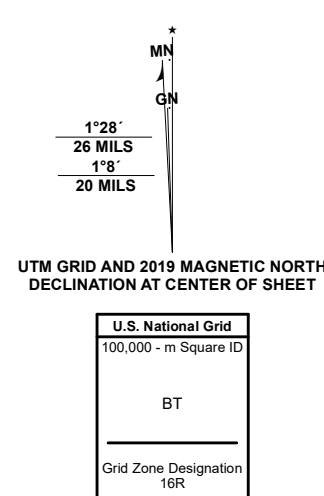 ★
MN
GN
1°28´
26 MILS
1°8´
20 MILS
UTM GRID AND 2019 MAGNETIC NORTH
DECLINATION AT CENTER OF SHEET
U.S. National Grid
100,000 - m Square ID
BT
Grid Zone Designation
16R